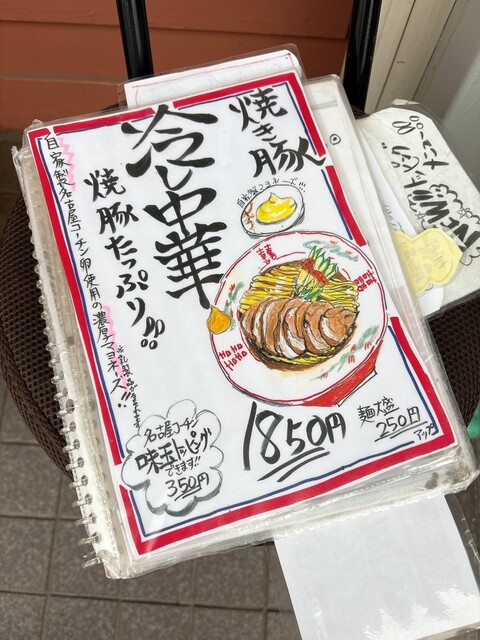 焼き豚
冷し中華
焼豚たっぷり!!!
自家製名古屋コーチン卵使用の濃厚マヨネーズ!!
自家製マヨネーズ!!!
1850円
麺大盛
250円
アップ
名古屋コーチン
味玉トッピング
できます!!
350円
NEW!!